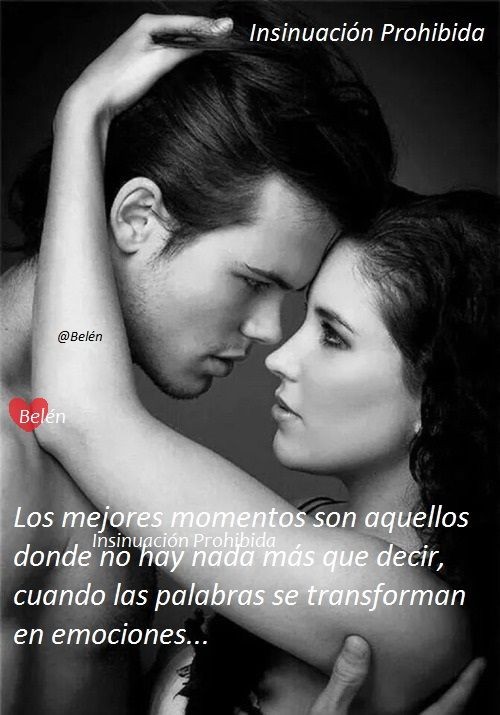 Insinuación Prohibida
@Belén
Belén
Los mejores momentos son aquellos
Insinuación Prohibida
donde no hay nada más que decir,
cuando las palabras se transforman
en emociones...